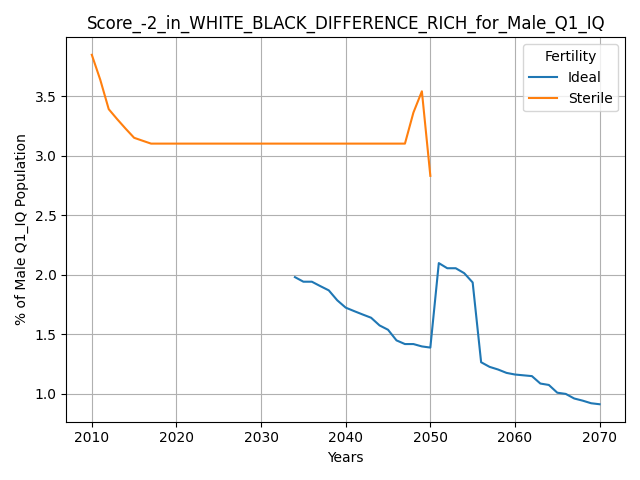 Score_-2_in_WHITE_BLACK_DIFFERENCE_RICH_for_Male_Q1_IQ
Fertility
Ideal
Sterile
% of Male Q1_IQ Population
3.5
3.0
2.5
2.0
1.5
1.0
2010 2020 2030 2040 2050 2060 2070
Years